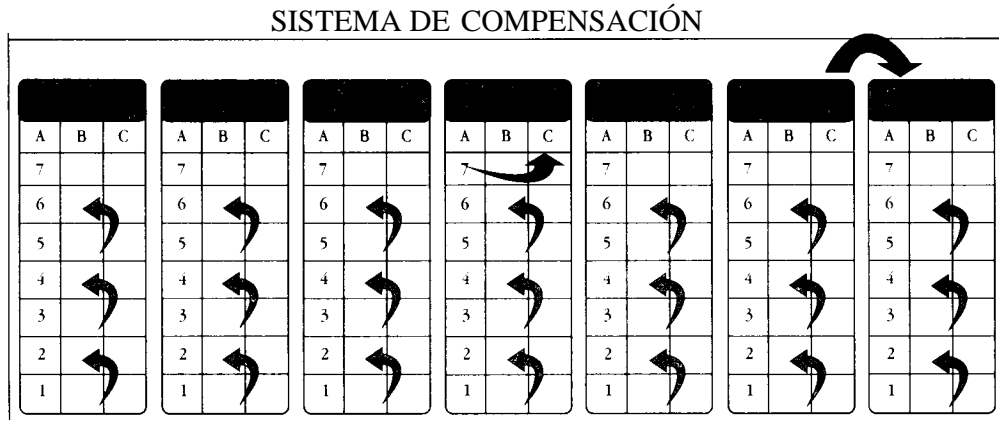 SISTEMA DE COMPENSACIÓN
A B C A B C A B C A B C A B C A B C A B C
7 7 7 7 7 7 7
6 6 6 6 6 6 6
5 5 5 5 5 5 5
4 4 4 4 4 4 4
3 3 3 3 3 3 3
2 2 2 2 2 2 2
1 1 1 1 1 1 1